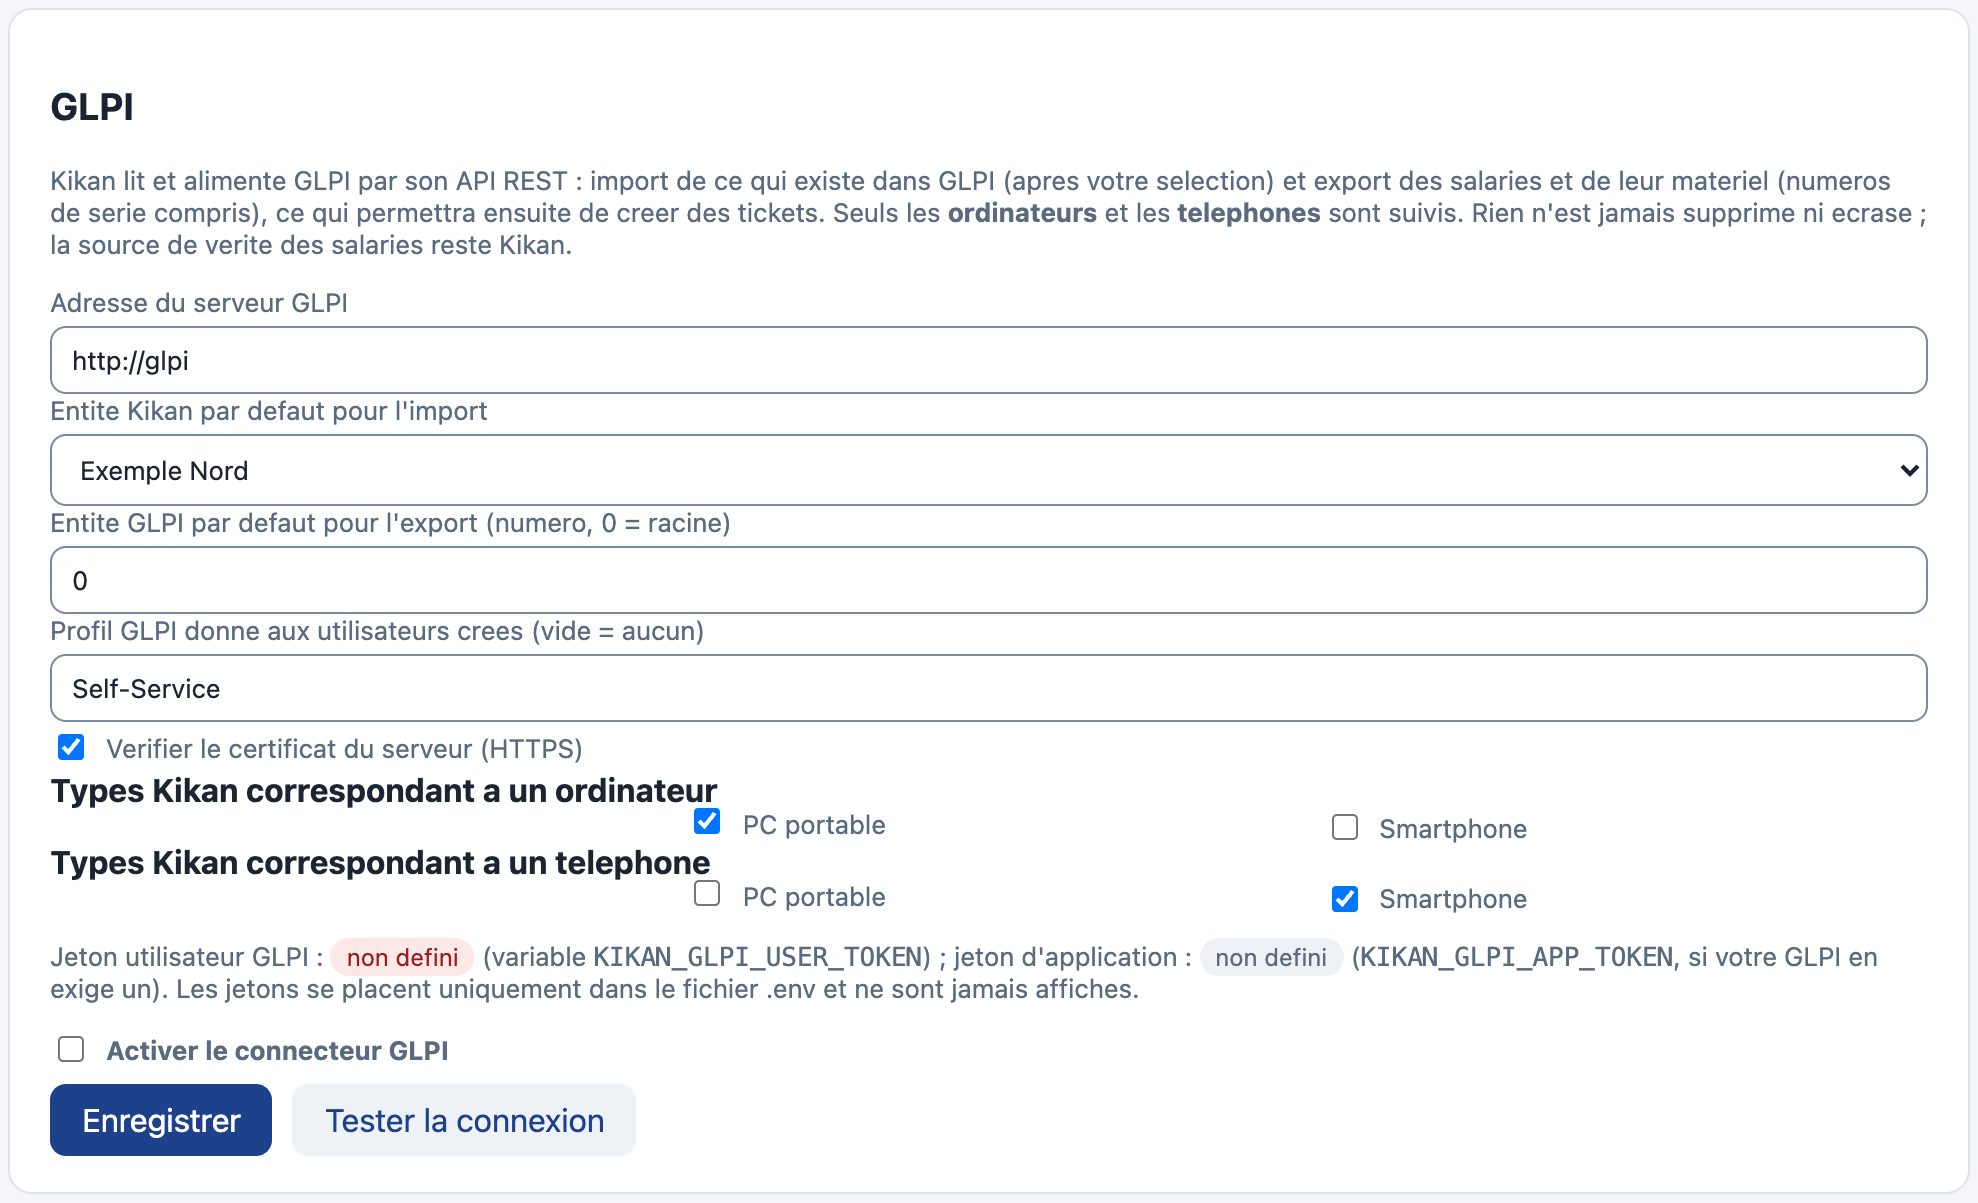 GLPI
Kikan lit et alimente GLPI par son API REST : import de ce qui existe dans GLPI (apres votre selection) et export des salaries et de leur materiel (numeros
de serie compris), ce qui permettra ensuite de creer des tickets. Seuls les ordinateurs et les telephones sont suivis. Rien n'est jamais supprime ni ecrase ;
la source de verite des salaries reste Kikan.
Adresse du serveur GLPI
http://glpi
Entite Kikan par defaut pour l'import
Exemple Nord
Entite GLPI par defaut pour l'export (numero, 0 = racine)
0
Profil GLPI donne aux utilisateurs crees (vide = aucun)
Self-Service
Verifier le certificat du serveur (HTTPS)
Types Kikan correspondant a un ordinateur
PC portable Smartphone
Types Kikan correspondant a un telephone
PC portable Smartphone
Jeton utilisateur GLPI : non defini (variable KIKAN_GLPI_USER_TOKEN) ; jeton d'application : non defini (KIKAN_GLPI_APP_TOKEN, si votre GLPI en
exige un). Les jetons se placent uniquement dans le fichier .env et ne sont jamais affiches.
Activer le connecteur GLPI
Enregistrer Tester la connexion